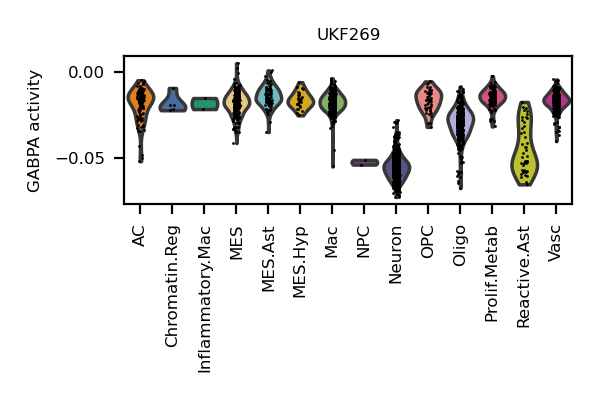 UKF269
GABPA activity
0.00
−0.05
AC
Chromatin.Reg
Inflammatory.Mac
MES
MES.Ast
MES.Hyp
Mac
NPC
Neuron
OPC
Oligo
Prolif.Metab
Reactive.Ast
Vasc